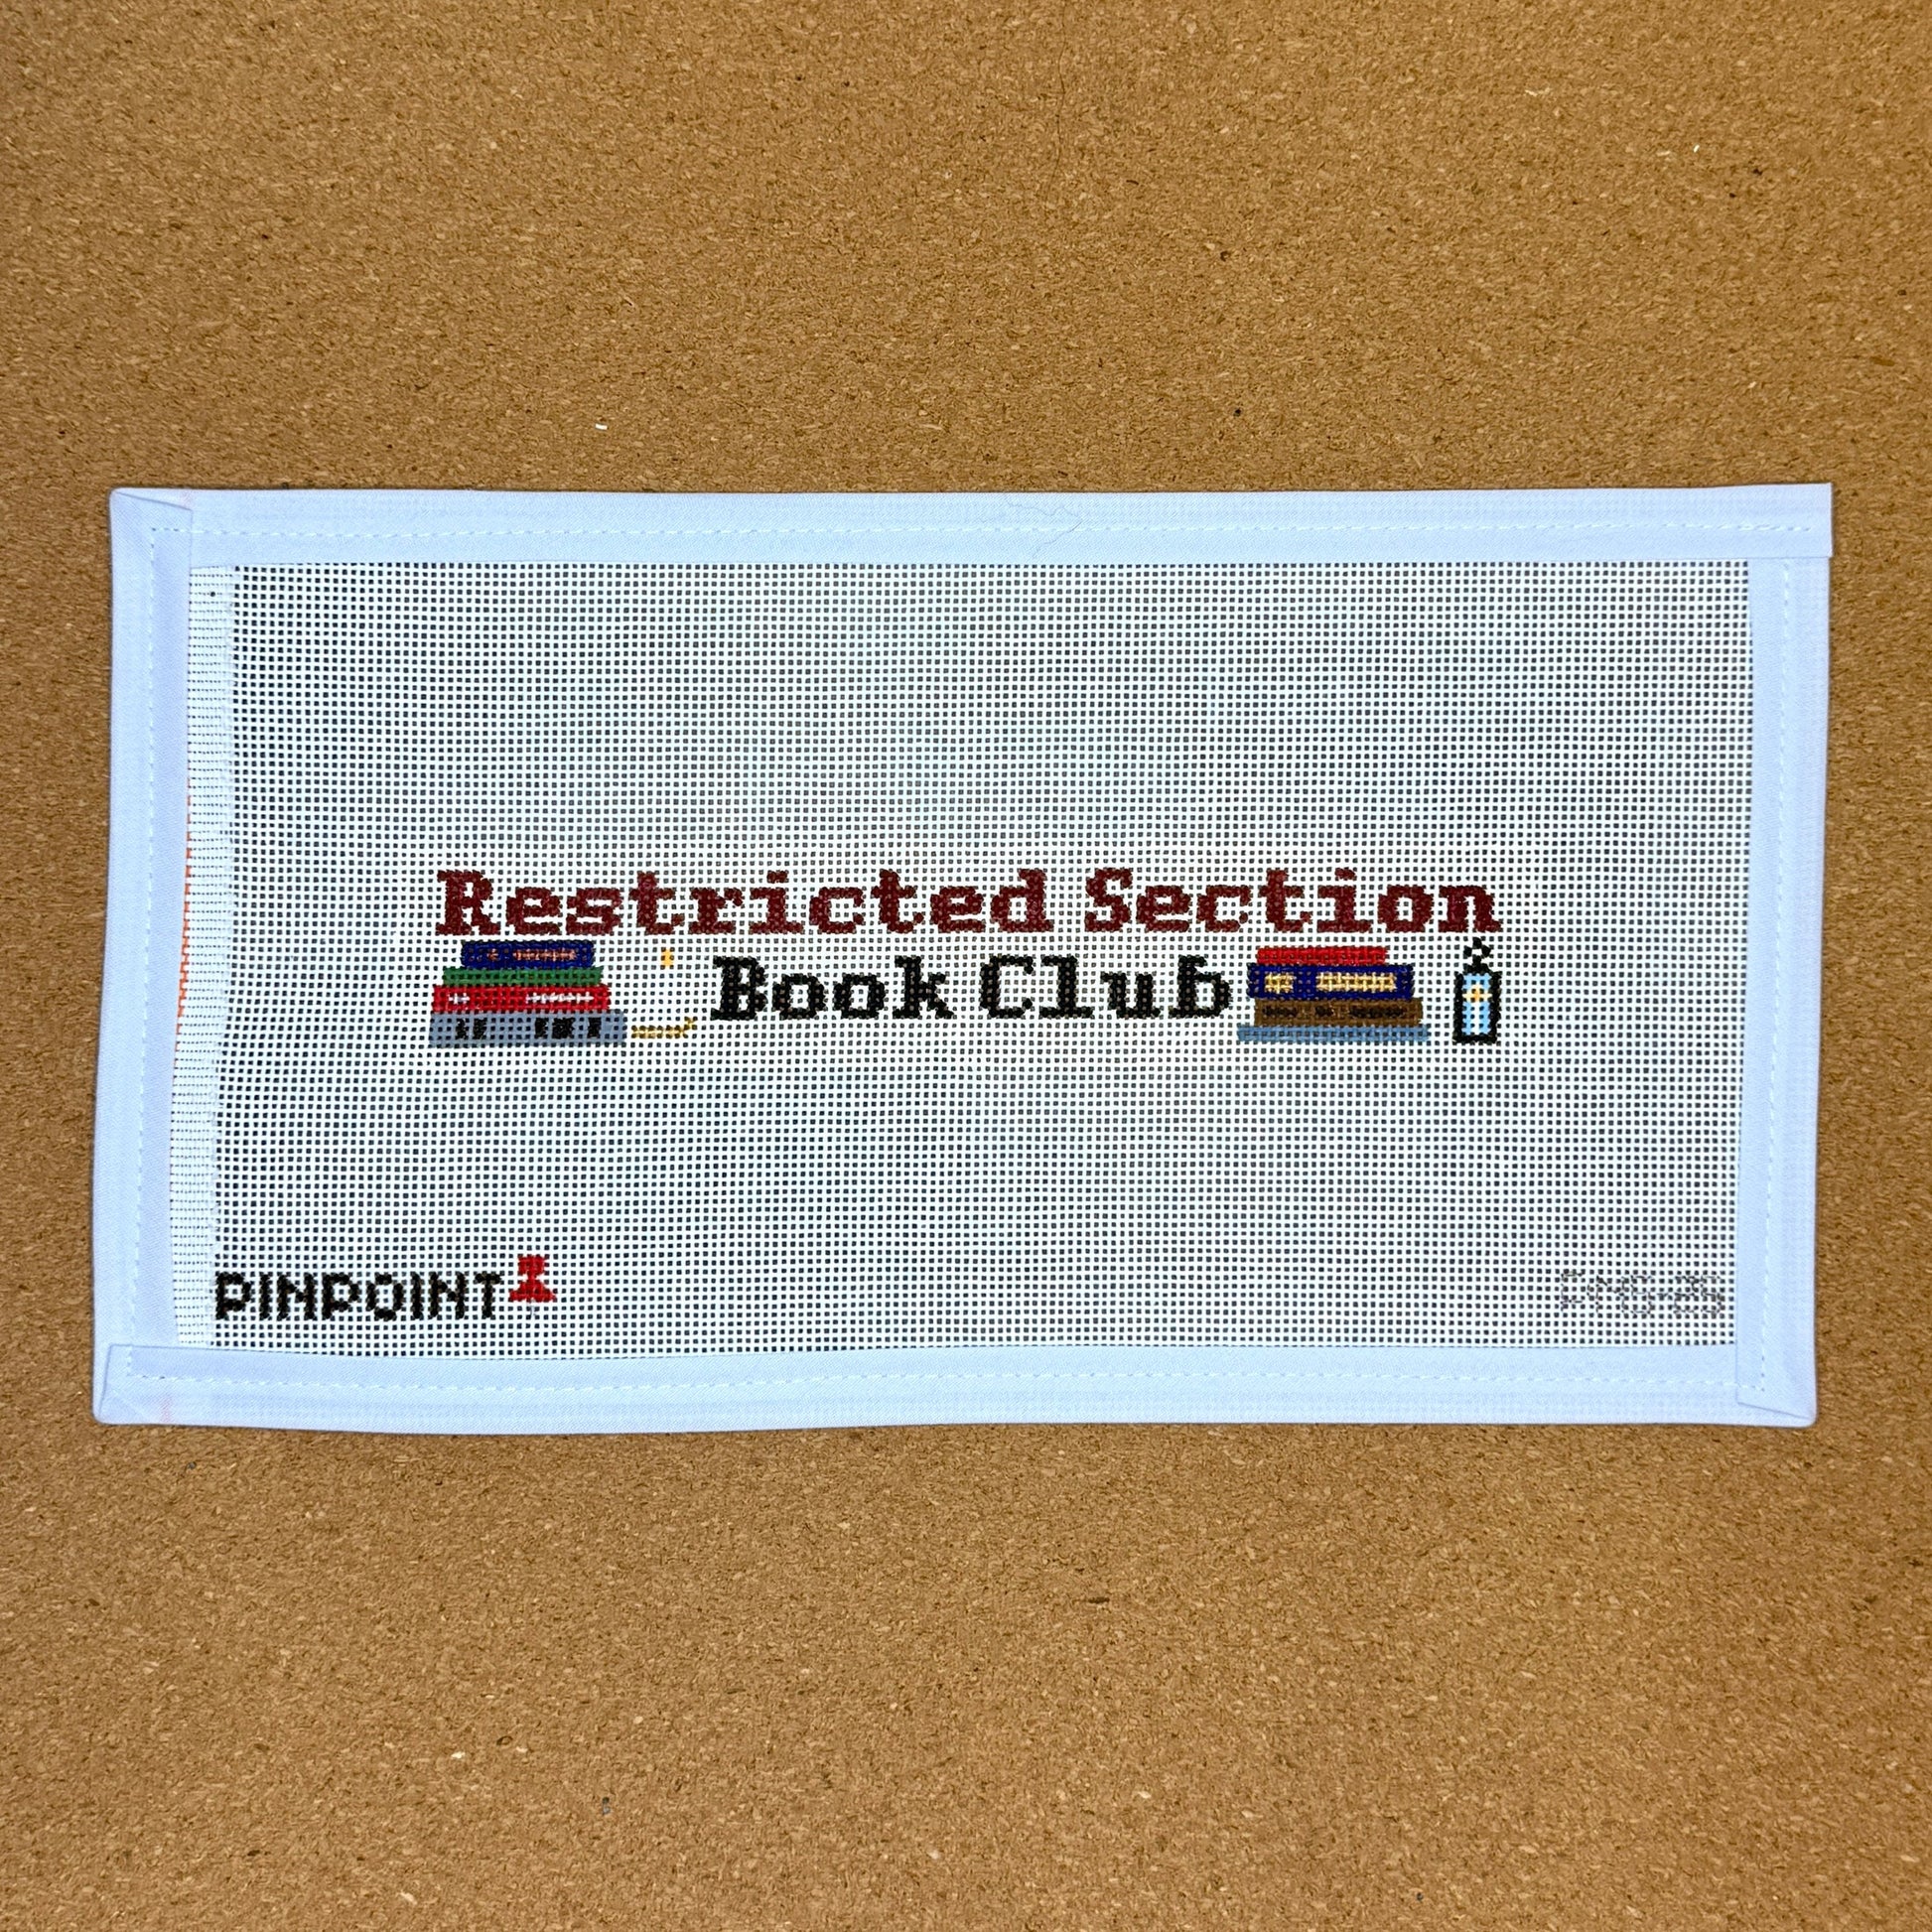 Restricted Section
Book Club
PINPOINT